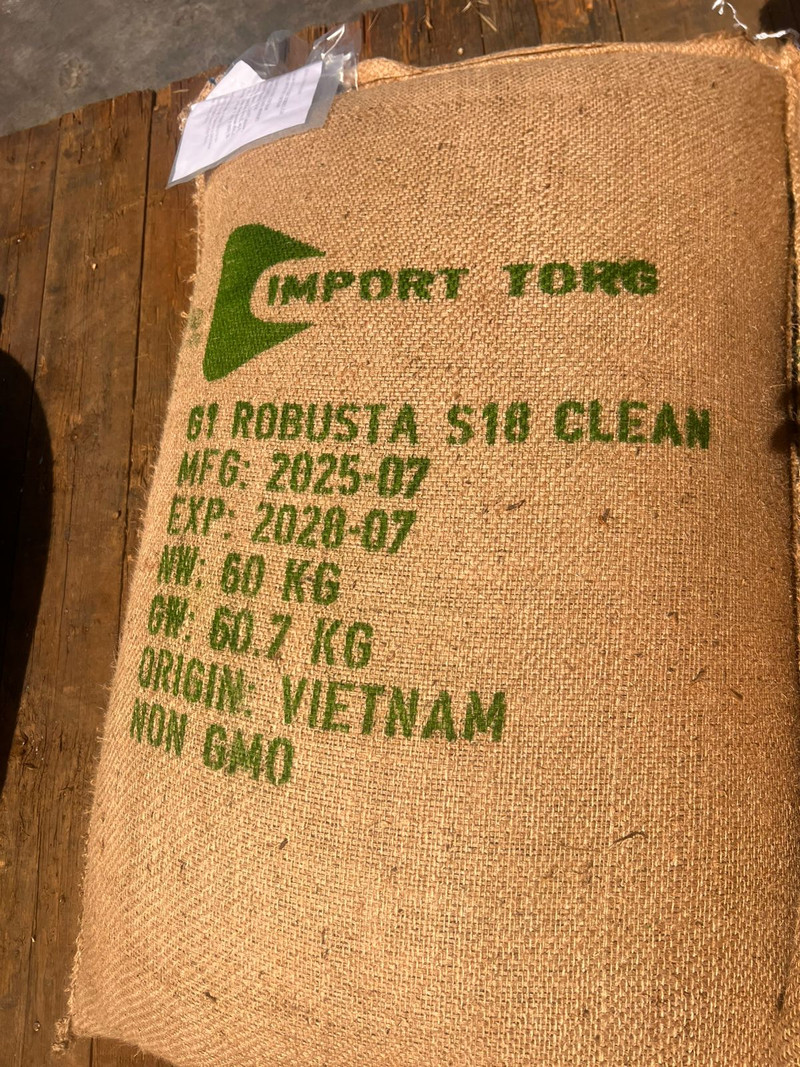 IMPORT TORG
G1 ROBUSTA S18 CLEAN
MFG: 2025-07
EXP: 2028-07
NW: 60 KG
GW: 60.7 KG
ORIGIN: VIETNAM
NON GMO